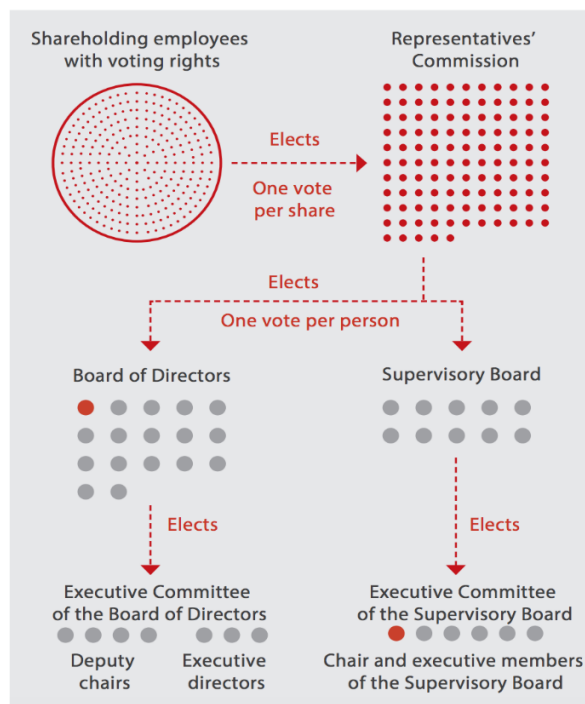 Shareholding employees
with voting rights
Representatives’
Commission
Elects
One vote
per share
Elects
One vote per person
Board of Directors
Supervisory Board
Elects
Elects
Executive Committee
of the Board of Directors
Deputy
chairs
Executive
directors
Executive Committee
of the Supervisory Board
Chair and executive members
of the Supervisory Board